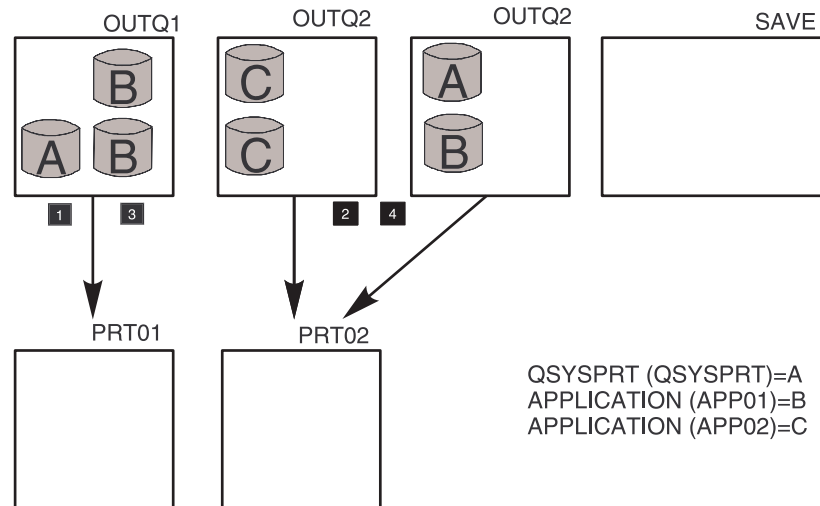 OUTQ1
OUTQ2
OUTQ2
SAVE
B
C
A
A
B
C
B
1
3
2
4
PRT01
PRT02
QSYSPRT (QSYSPRT)=A
APPLICATION (APP01)=B
APPLICATION (APP02)=C